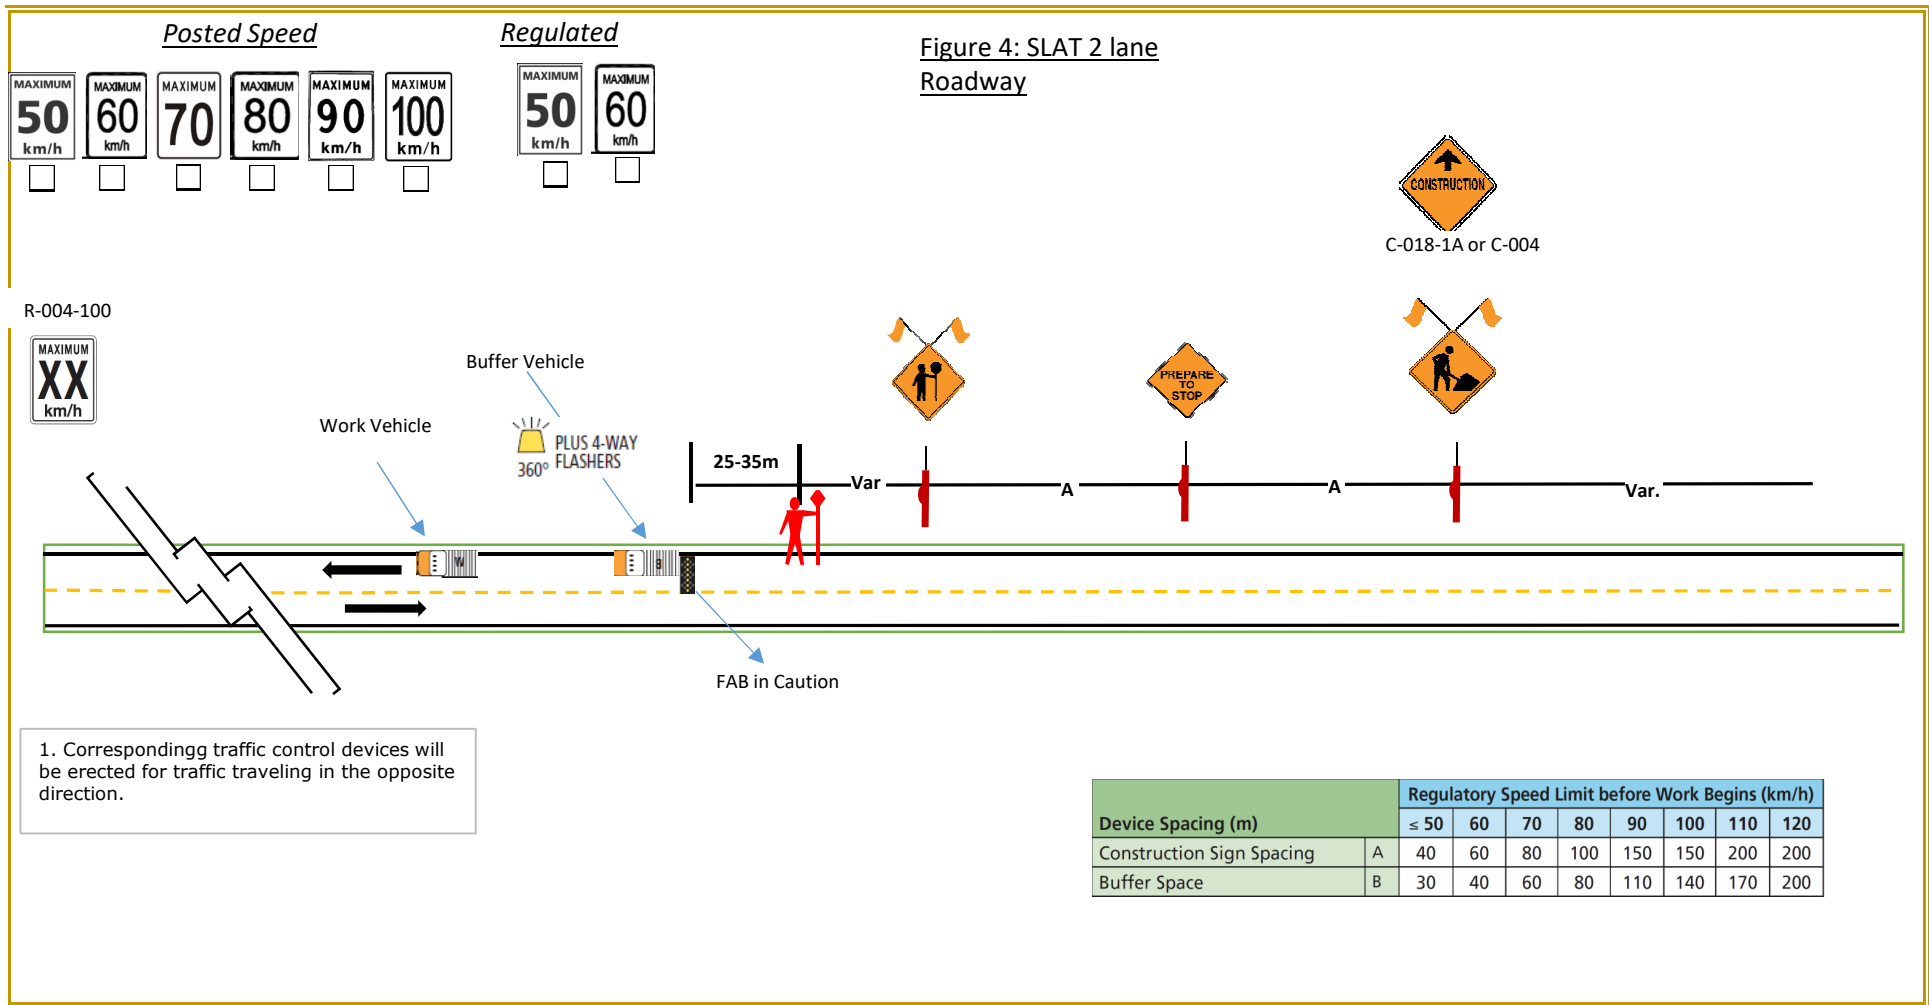 Posted Speed
Regulated
Figure 4: SLAT 2 lane
Roadway
MAXIMUM
50
km/h
MAXIMUM
60
km/h
MAXIMUM
70
MAXIMUM
80
km/h
MAXIMUM
90
km/h
MAXIMUM
100
km/h
MAXIMUM
50
km/h
MAXIMUM
60
km/h
CONSTRUCTION
C-018-1A or C-004
R-004-100
MAXIMUM
XX
km/h
Buffer Vehicle
Work Vehicle
360°
PLUS 4-WAY
FLASHERS
PREPARE
TO
STOP
25-35m
Var
A
A
Var.
W
B
FAB in Caution
1. Correspondingg traffic control devices will
be erected for traffic traveling in the opposite
direction.
Regulatory Speed Limit before Work Begins (km/h)
Device Spacing (m) ≤ 50 60 70 80 90 100 110 120
Construction Sign Spacing A 40 60 80 100 150 150 200 200
Buffer Space B 30 40 60 80 110 140 170 200